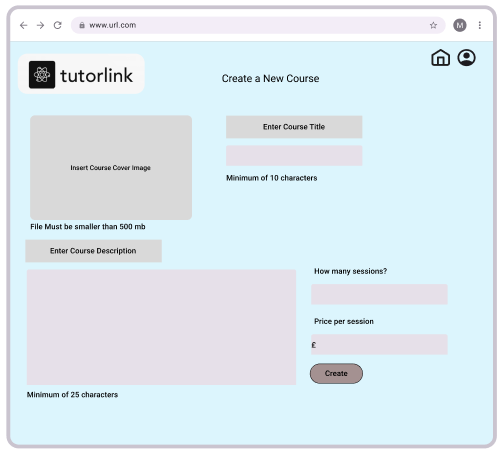 www.url.com
M
tutorlink
Create a New Course
Enter Course Title
Insert Course Cover Image
Minimum of 10 characters
File Must be smaller than 500 mb
Enter Course Description
How many sessions?
Price per session
£
Create
Minimum of 25 characters